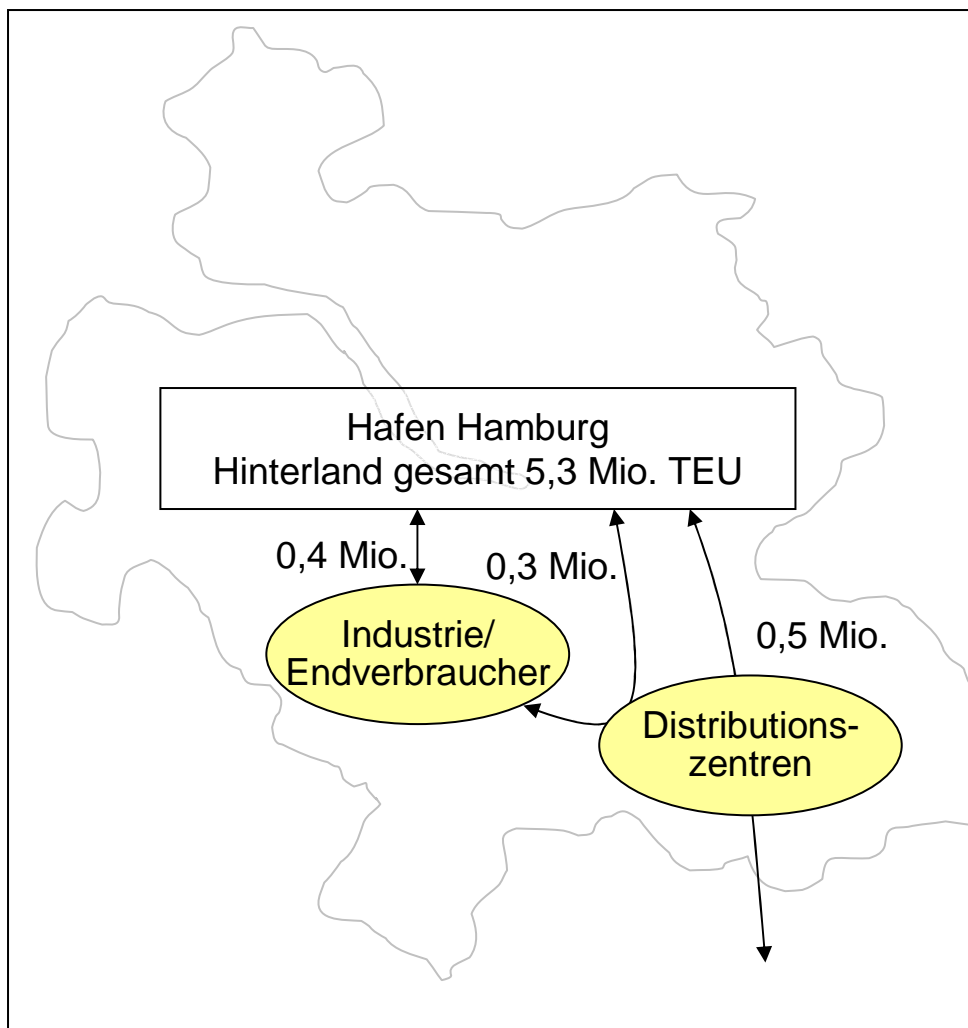 Hafen Hamburg
Hinterland gesamt 5,3 Mio. TEU
0,4 Mio.
0,3 Mio.
Industrie/
Endverbraucher
0,5 Mio.
Distributions-
zentren